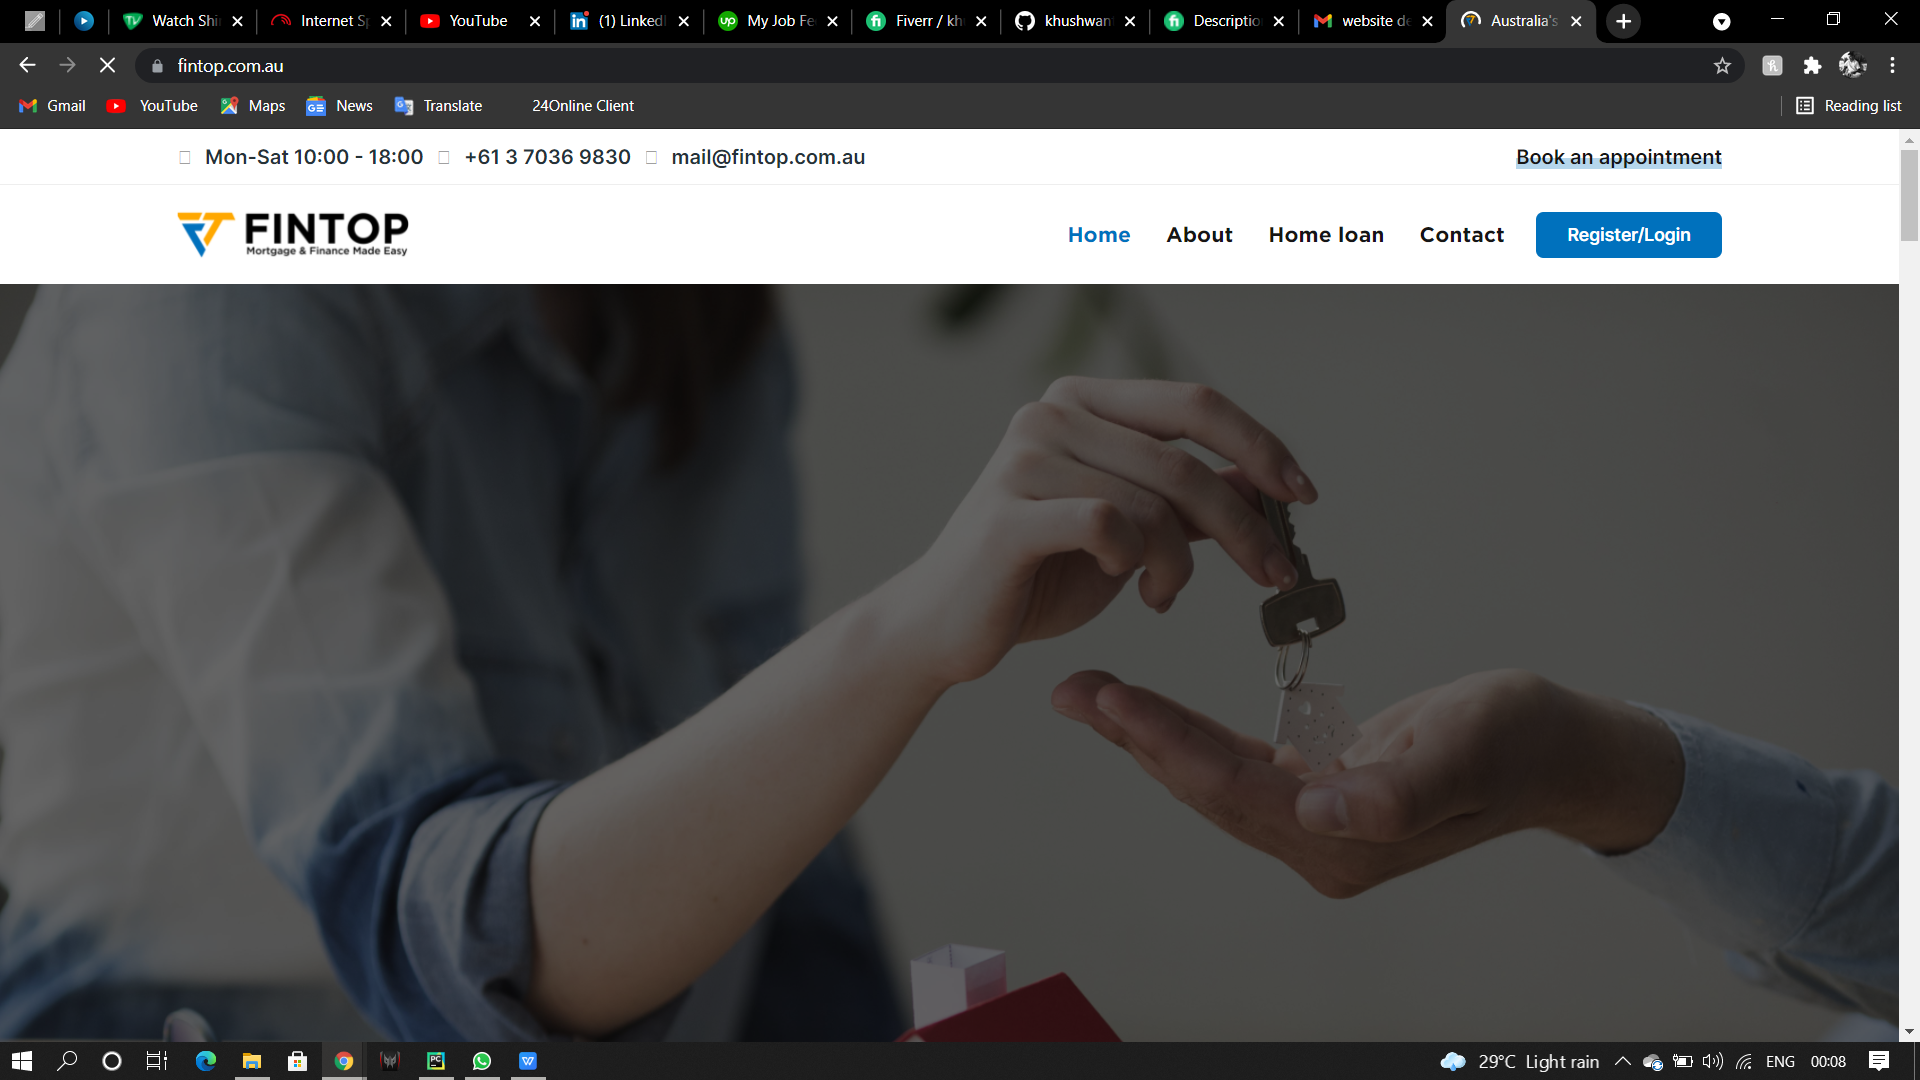 Watch Shi Internet Sp YouTube (1) LinkedI My Job Fe Fiverr / kh khushwan Descriptio website de Australia's
fintop.com.au
Gmail YouTube Maps News Translate 24Online Client Reading list
Mon-Sat 10:00 - 18:00 +61 3 7036 9830 mail@fintop.com.au Book an appointment
FINTOP
Mortgage & Finance Made Easy
Home About Home loan Contact Register/Login
29°C Light rain ENG 00:08